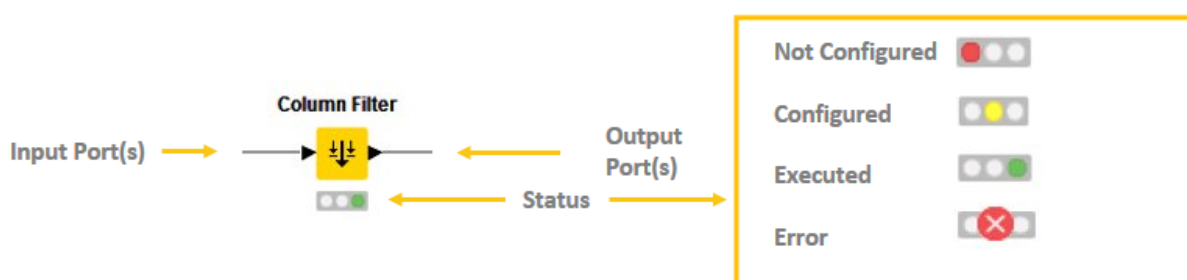 Column Filter
Input Port(s)
Output
Port(s)
Status
Not Configured
Configured
Executed
Error